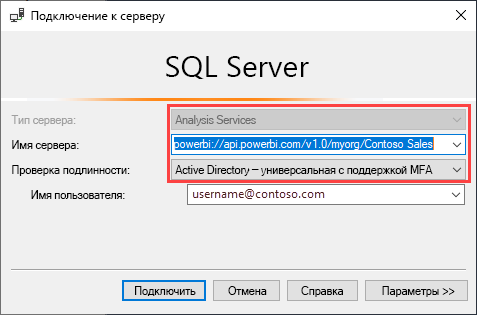 Подключение к серверу
SQL Server
Тип сервера: Analysis Services
Имя сервера: powerbi://api.powerbi.com/v1.0/myorg/Contoso Sales
Проверка подлинности: Active Directory – универсальная с поддержкой MFA
Имя пользователя: username@contoso.com
Подключить Отмена Справка Параметры >>